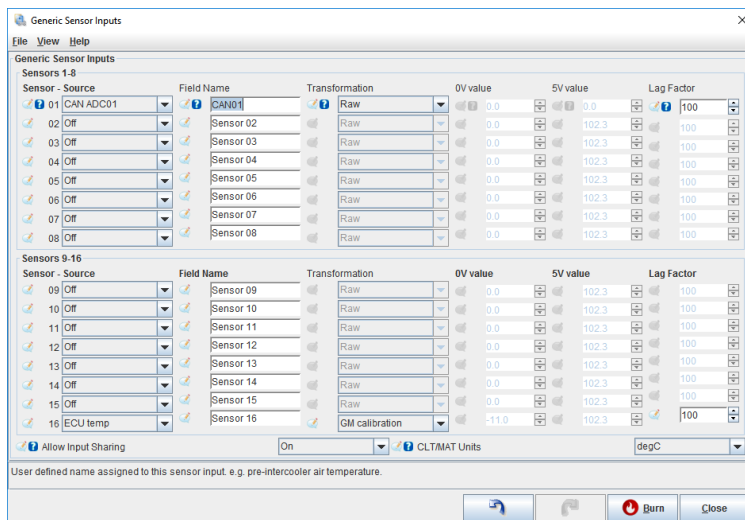 Generic Sensor Inputs
File View Help
Generic Sensor Inputs
Sensors 1-8
Sensor - Source Field Name Transformation 0V value 5V value Lag Factor
01 CAN ADC01 CAN01 Raw 0.0 0.0 100
02 Off Sensor 02 Raw 0.0 102.3 100
03 Off Sensor 03 Raw 0.0 102.3 100
04 Off Sensor 04 Raw 0.0 102.3 100
05 Off Sensor 05 Raw 0.0 102.3 100
06 Off Sensor 06 Raw 0.0 102.3 100
07 Off Sensor 07 Raw 0.0 102.3 100
08 Off Sensor 08 Raw 0.0 102.3 100
Sensors 9-16
Sensor - Source Field Name Transformation 0V value 5V value Lag Factor
09 Off Sensor 09 Raw 0.0 102.3 100
10 Off Sensor 10 Raw 0.0 102.3 100
11 Off Sensor 11 Raw 0.0 102.3 100
12 Off Sensor 12 Raw 0.0 102.3 100
13 Off Sensor 13 Raw 0.0 102.3 100
14 Off Sensor 14 Raw 0.0 102.3 100
15 Off Sensor 15 Raw 0.0 102.3 100
16 ECU temp Sensor 16 GM calibration -11.0 102.3 100
Allow Input Sharing On CLT/MAT Units degC
User defined name assigned to this sensor input. e.g. pre-intercooler air temperature.
Burn Close